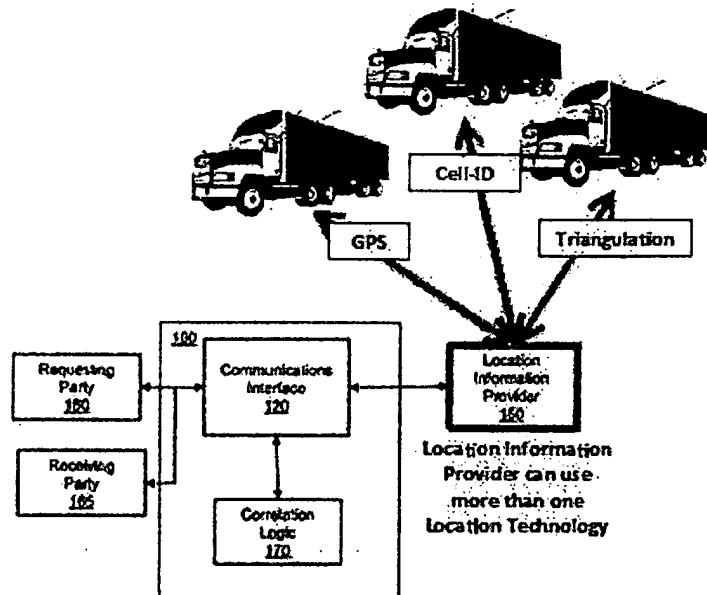 Cell-ID
GPS
Triangulation
100
Requesting
Party
160
Communications
Interface
120
Location
Information
Provider
150
Receiving
Party
165
Correlation
Logic
170
Location Information
Provider can use
more than one
Location Technology